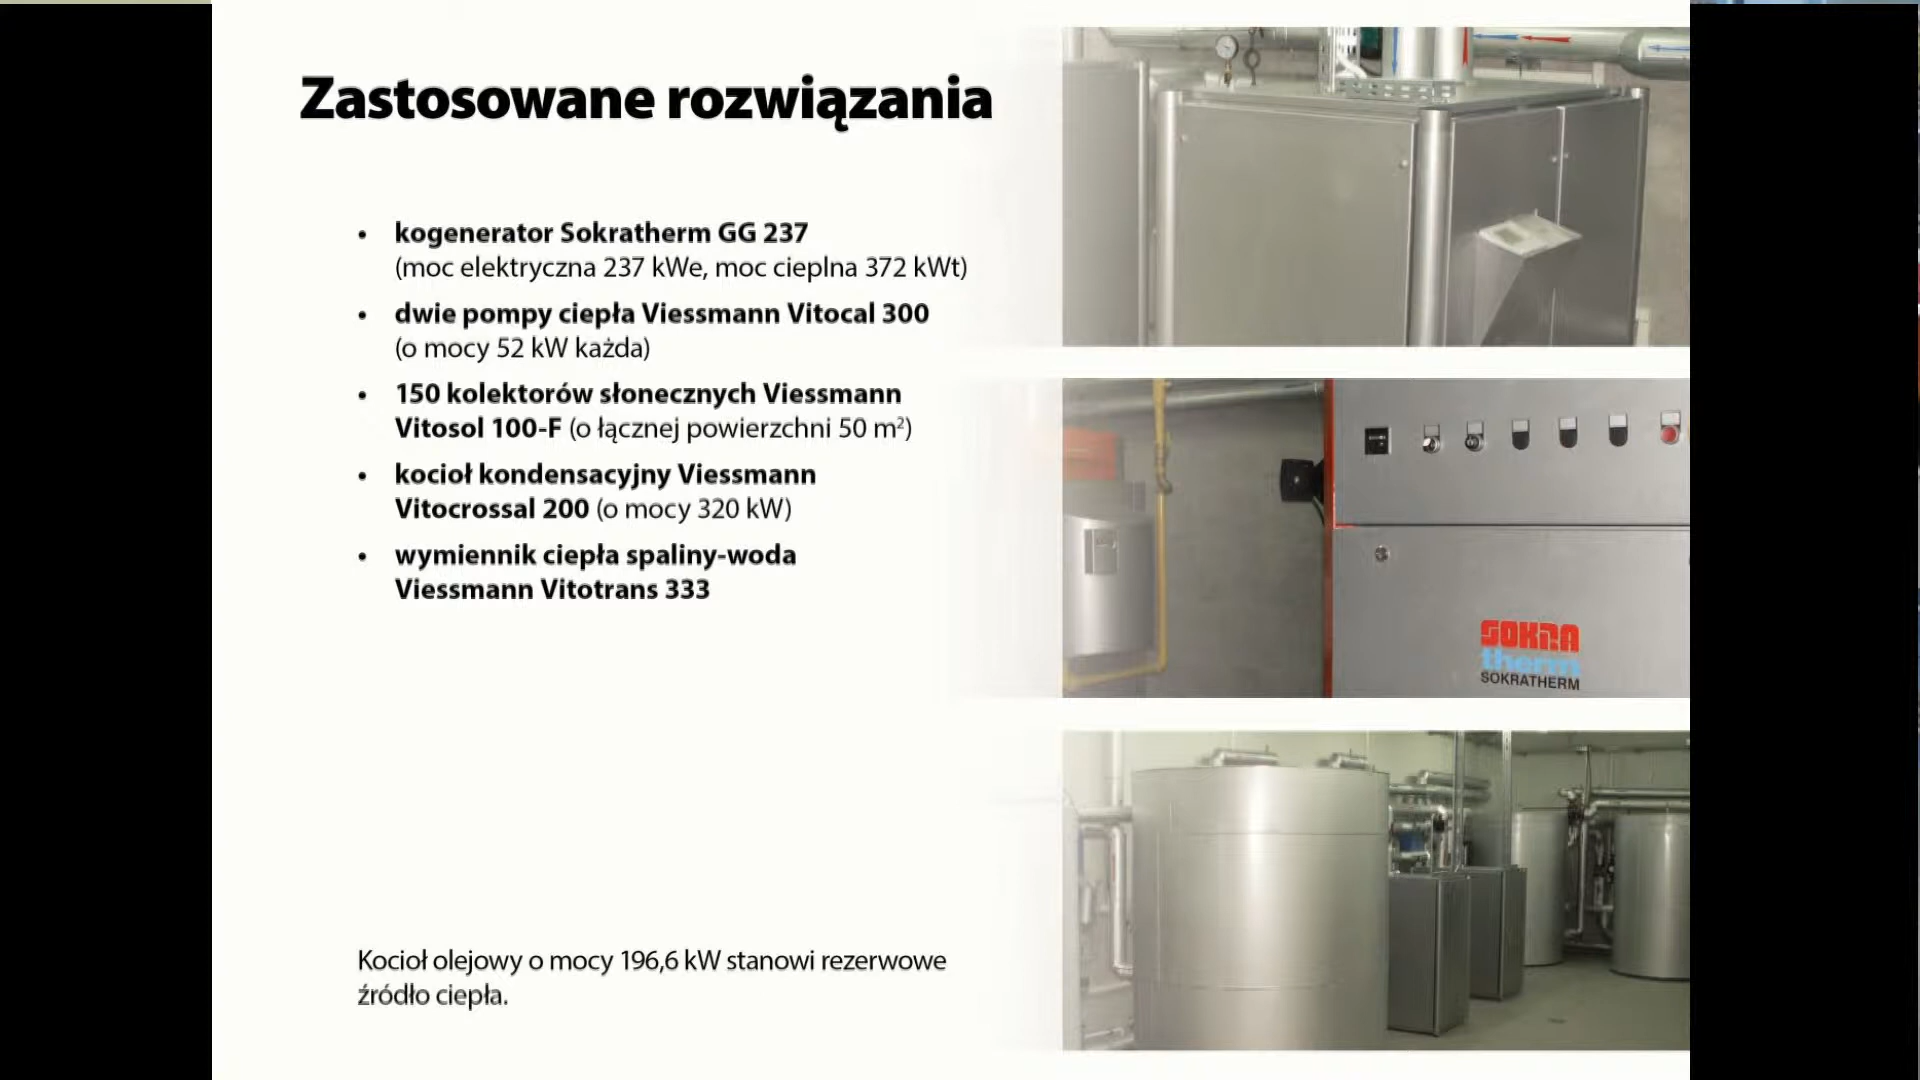 Zastosowane rozwiązania
• kogenerator Sokratherm GG 237
(moc elektryczna 237 kWe, moc cieplna 372 kWt)
• dwie pompy ciepła Viessmann Vitocal 300
(o mocy 52 kW każda)
• 150 kolektorów słonecznych Viessmann
Vitosol 100-F (o łącznej powierzchni 50 m²)
• kocioł kondensacyjny Viessmann
Vitocrossal 200 (o mocy 320 kW)
• wymiennik ciepła spaliny-woda
Viessmann Vitotrans 333
Kocioł olejowy o mocy 196,6 kW stanowi rezerwowe
źródło ciepła.
SOKRA
therm
SOKRATHERM